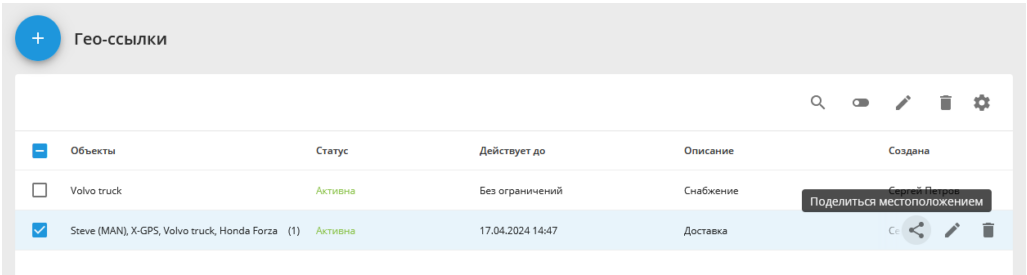 Гео-ссылки
Объекты Статус Действует до Описание Создана
Volvo truck Активна Без ограничений Снабжение Сергей Петров
Поделиться местоположением
Steve (MAN), X-GPS, Volvo truck, Honda Forza (1) Активна 17.04.2024 14:47 Доставка Се